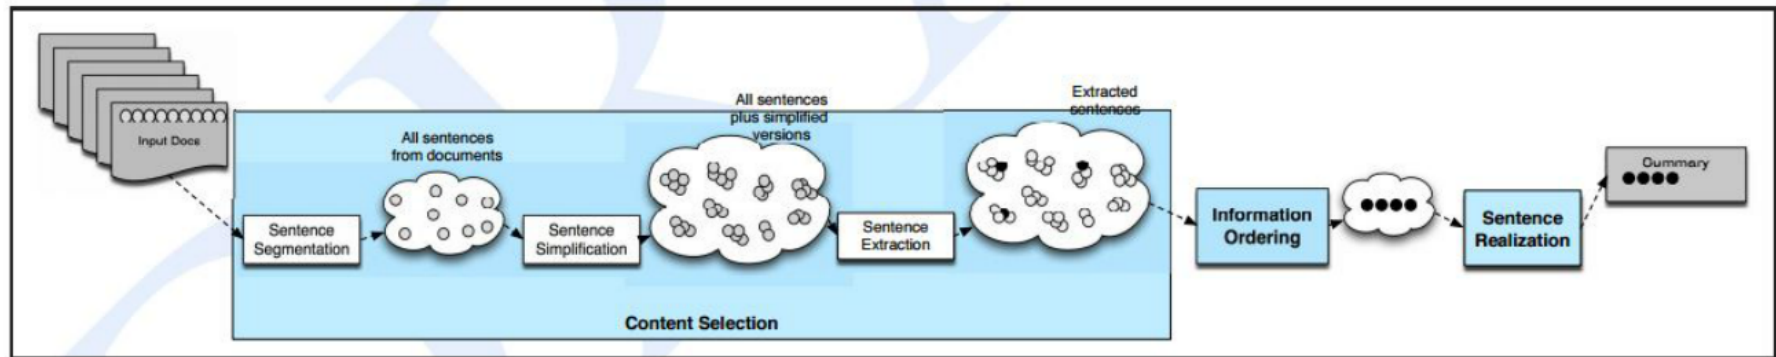 Input Docs
All sentences
from documents
Sentence
Segmentation
Sentence
Simplification
All sentences
plus simplified
versions
Sentence
Extraction
Extracted
sentences
Content Selection
Information
Ordering
Sentence
Realization
Summary